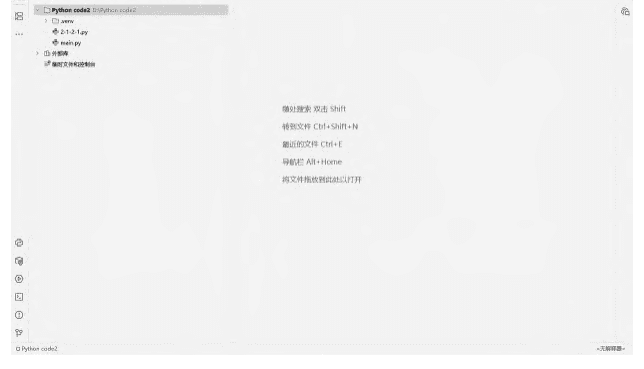 Python code2 D:\Python code2
.venv
2-1-2-1.py
main.py
外部库
临时文件和控制台
随处搜索 双击 Shift
转到文件 Ctrl+Shift+N
最近的文件 Ctrl+E
导航栏 Alt+Home
将文件拖放到此处以打开
Python code2
<无解释器>